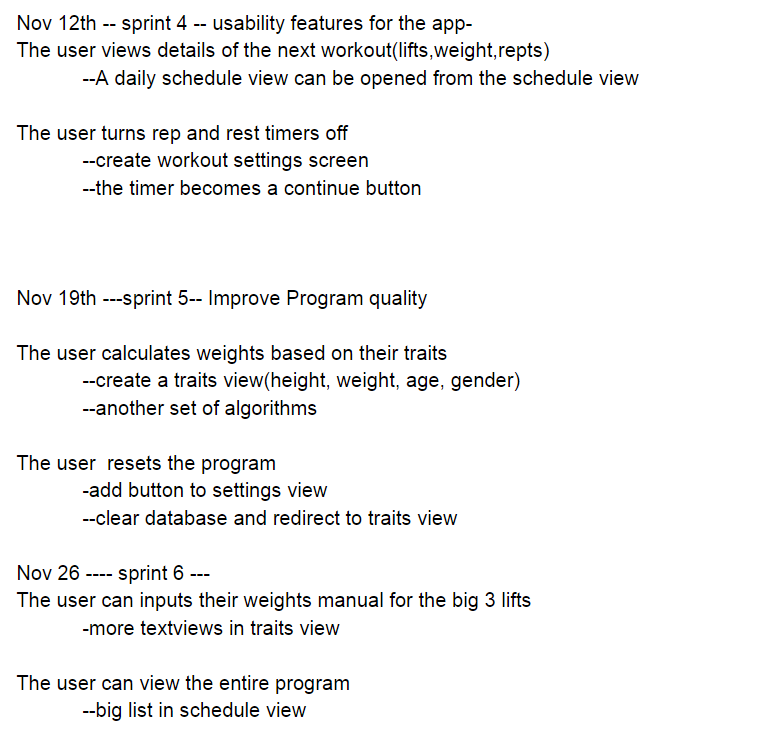 Nov 12th -- sprint 4 -- usability features for the app-
The user views details of the next workout(lifts,weight,repts)
--A daily schedule view can be opened from the schedule view
The user turns rep and rest timers off
--create workout settings screen
--the timer becomes a continue button
Nov 19th ---sprint 5-- Improve Program quality
The user calculates weights based on their traits
--create a traits view(height, weight, age, gender)
--another set of algorithms
The user  resets the program
-add button to settings view
--clear database and redirect to traits view
Nov 26 ---- sprint 6 ---
The user can inputs their weights manual for the big 3 lifts
-more textviews in traits view
The user can view the entire program
--big list in schedule view